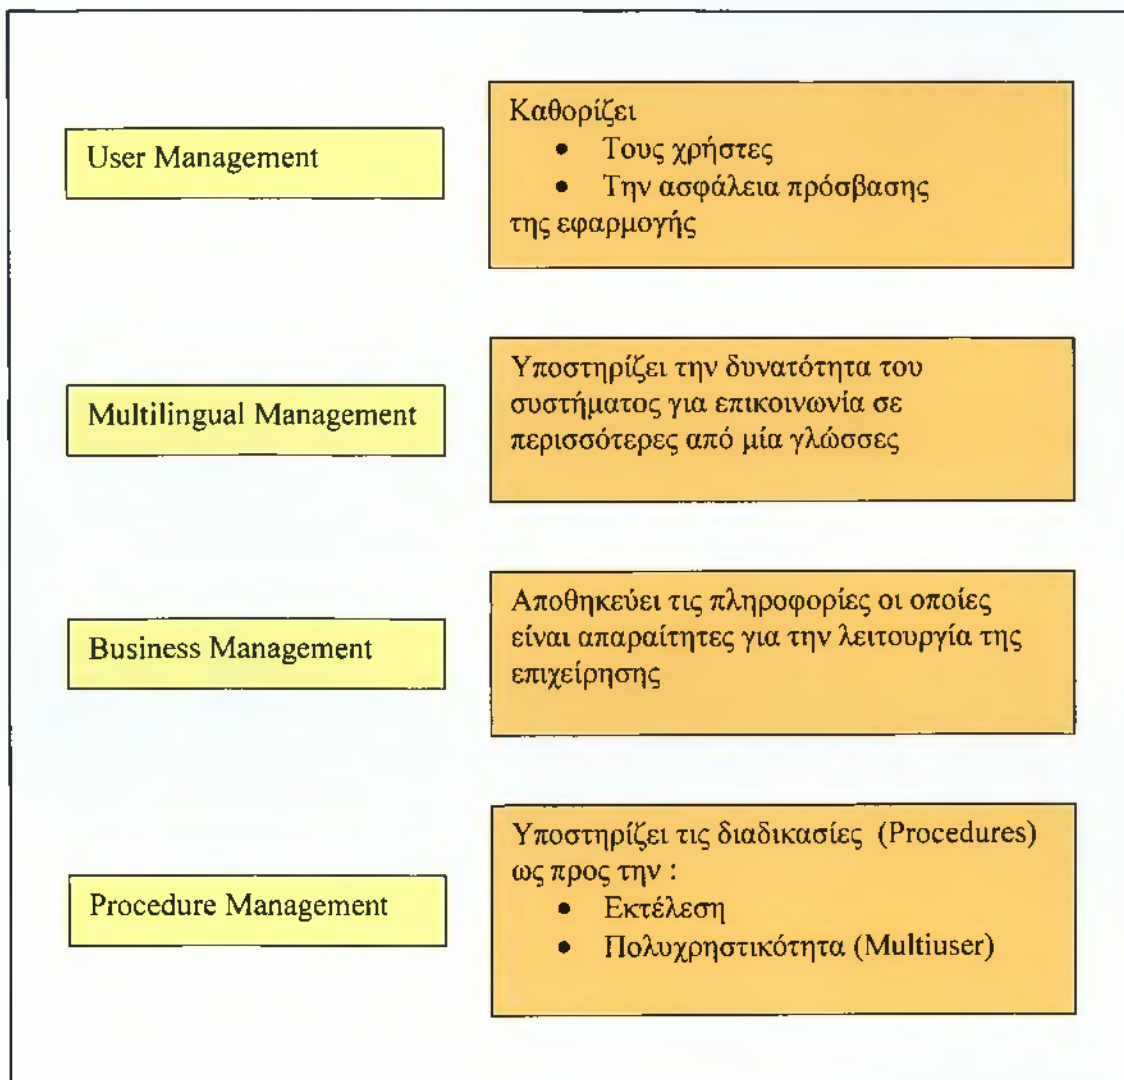 User Management
Καθορίζει
• Τους χρήστες
• Την ασφάλεια πρόσβασης
της εφαρμογής
Multilingual Management
Υποστηρίζει την δυνατότητα του
συστήματος για επικοινωνία σε
περισσότερες από μία γλώσσες
Business Management
Αποθηκεύει τις πληροφορίες οι οποίες
είναι απαραίτητες για την λειτουργία της
επιχείρησης
Procedure Management
Υποστηρίζει τις διαδικασίες (Procedures)
ως προς την :
• Εκτέλεση
• Πολυχρηστικότητα (Multiuser)